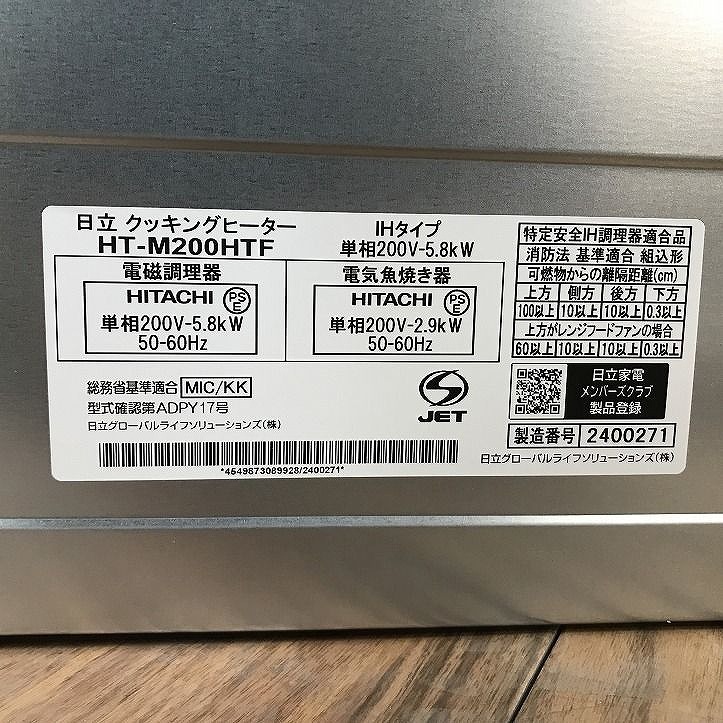 日立 クッキングヒーター
HT-M200HTF
IHタイプ
単相200V-5.8kW
電磁調理器
HITACHI PSE
単相200V-5.8kW
50-60Hz
電気魚焼き器
HITACHI PSE
単相200V-2.9kW
50-60Hz
総務省基準適合 MIC/KK
型式確認第ADPY17号
日立グローバルライフソリューションズ(株)
JET
*4549873089928/2400271*
特定安全IH調理器適合品
消防法 基準適合 組込形
可燃物からの離隔距離(cm)
上方 側方 後方 下方
100以上 10以上 10以上 0.3以上
上方がレンジフードファンの場合
60以上 10以上 10以上 0.3以上
日立家電
メンバーズクラブ
製品登録
製造番号 2400271
日立グローバルライフソリューションズ(株)